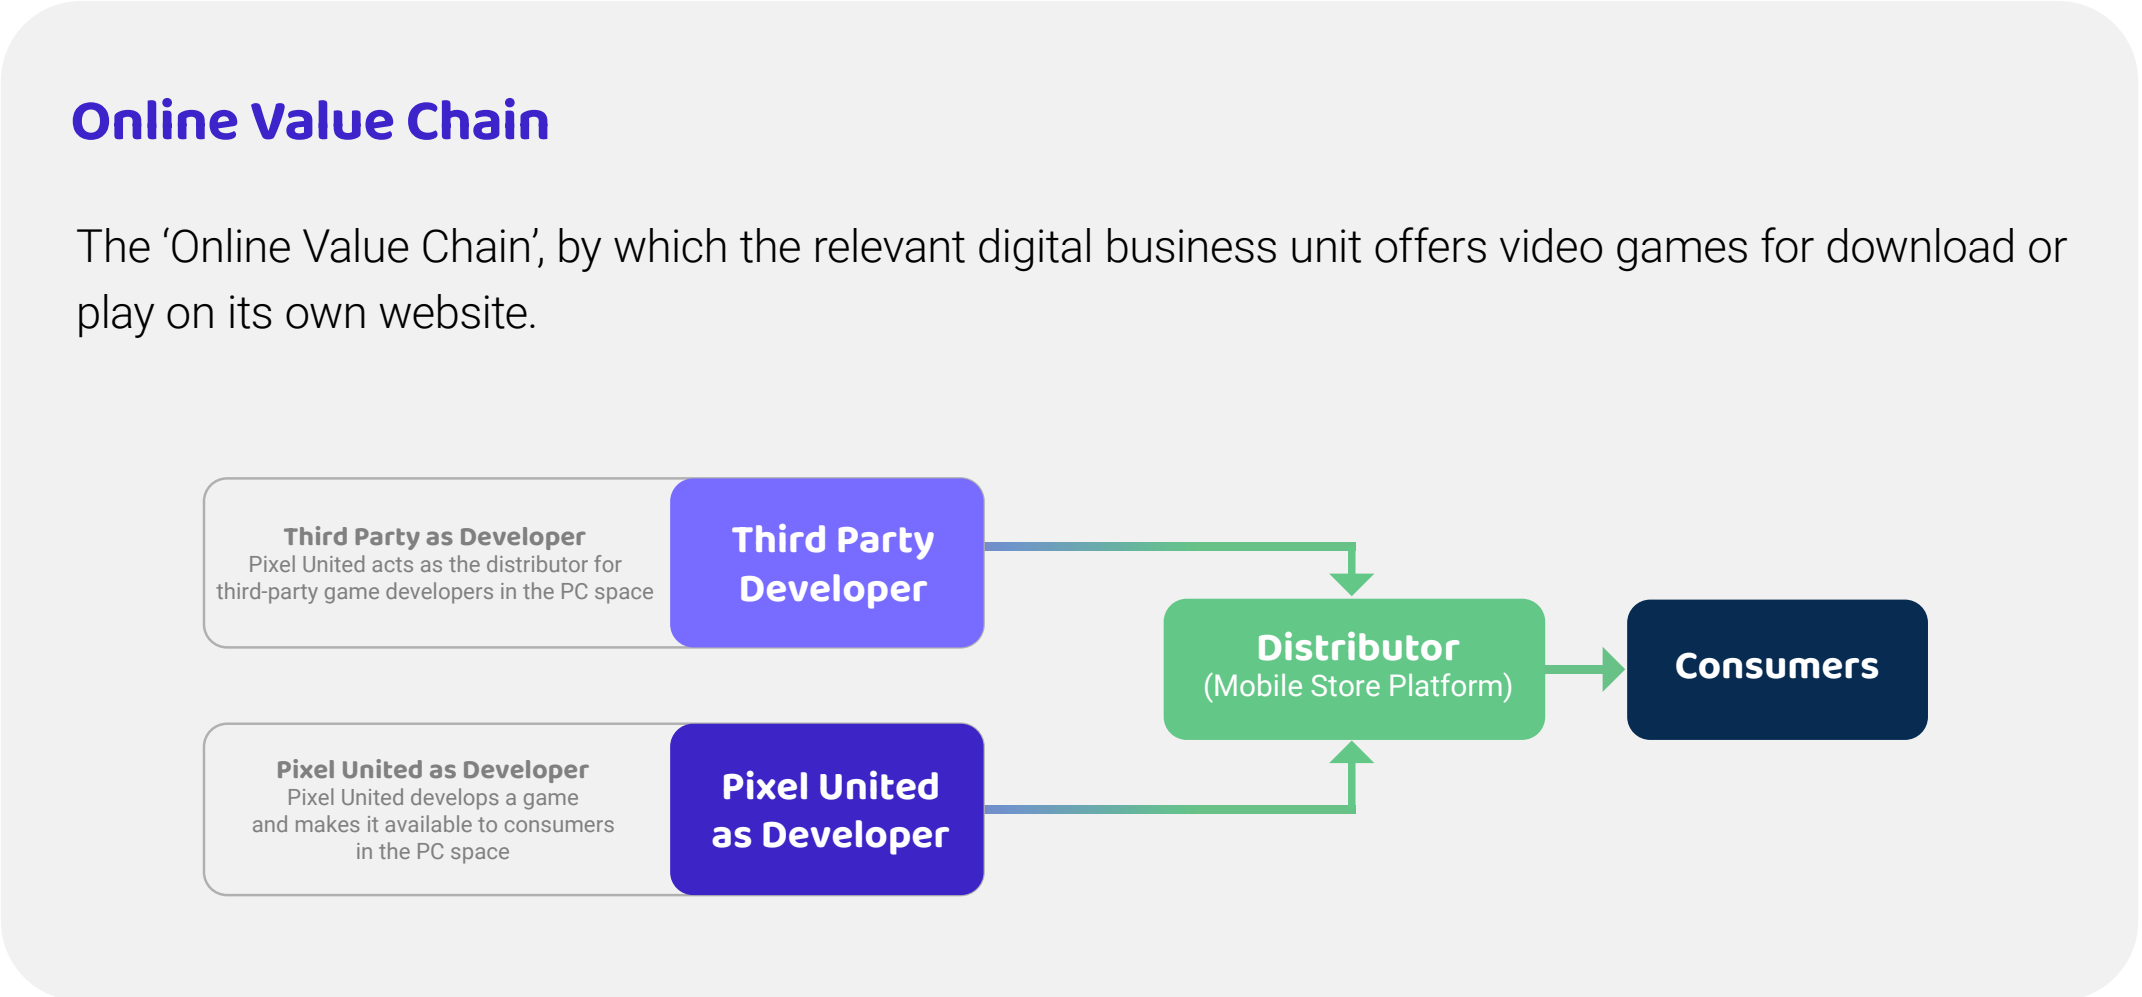 Online Value Chain
The ‘Online Value Chain’, by which the relevant digital business unit offers video games for download or
play on its own website.
Third Party as Developer
Pixel United acts as the distributor for
third-party game developers in the PC space
Third Party
Developer
Distributor
(Mobile Store Platform)
Consumers
Pixel United as Developer
Pixel United develops a game
and makes it available to consumers
in the PC space
Pixel United
as Developer